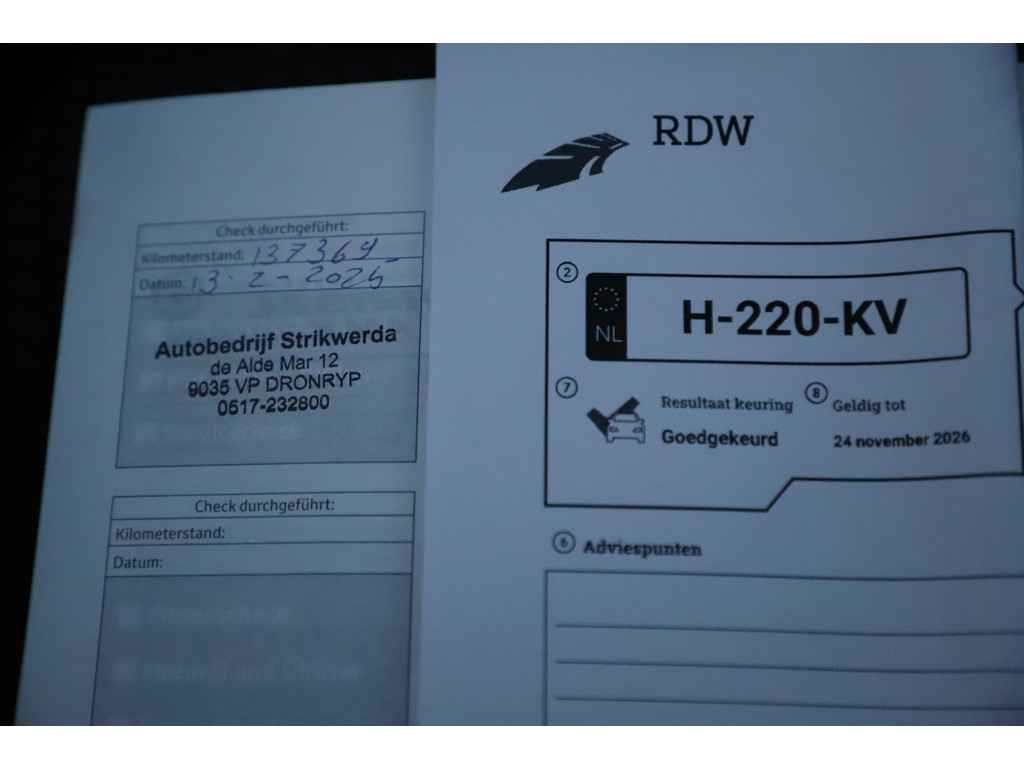 Check durchgeführt:
Kilometerstand: 137369
Datum: 13-2-2025
Autobedrijf Strikwerda
de Alde Mar 12
9035 VP DRONRYP
0517-232800
Check durchgeführt:
Kilometerstand:
Datum:
RDW
2
NL
H-220-KV
7
Resultaat keuring
Goedgekeurd
8
Geldig tot
24 november 2026
6
Adviespunten